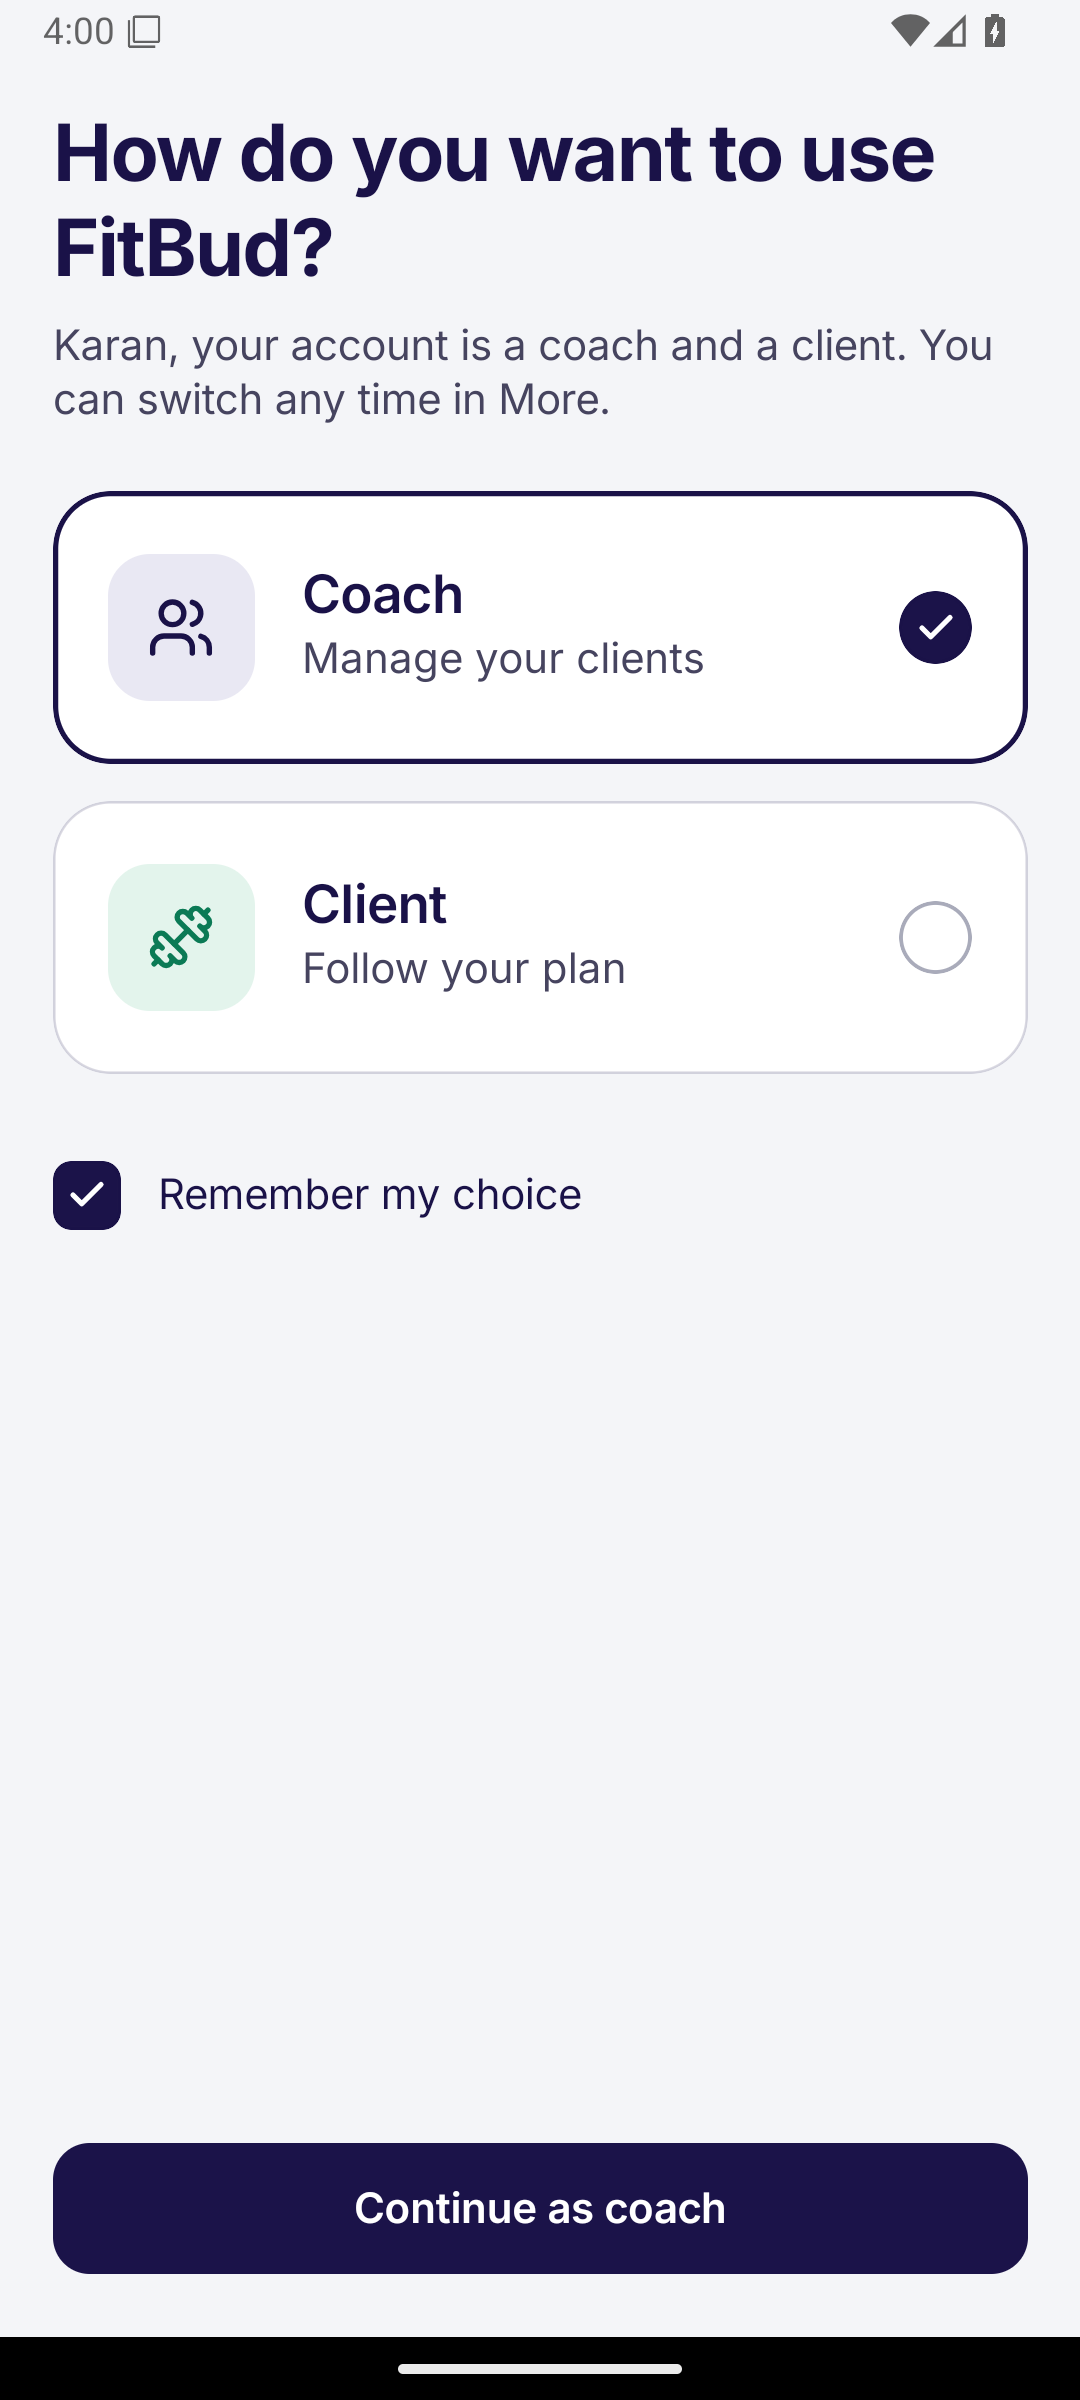 4:00
How do you want to use
FitBud?
Karan, your account is a coach and a client. You
can switch any time in More.
Coach
Manage your clients
Client
Follow your plan
Remember my choice
Continue as coach